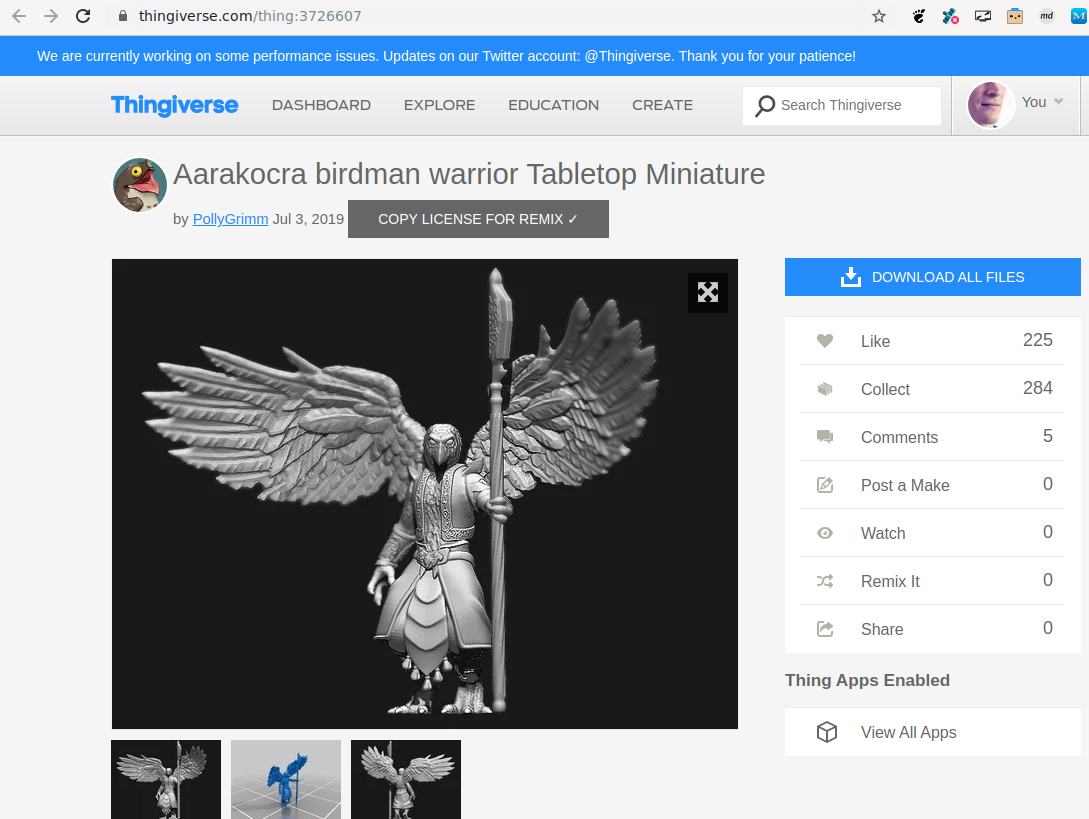 thingiverse.com/thing:3726607
md
M
We are currently working on some performance issues. Updates on our Twitter account: @Thingiverse. Thank you for your patience!
Thingiverse DASHBOARD EXPLORE EDUCATION CREATE Search Thingiverse You
Aarakocra birdman warrior Tabletop Miniature
by PollyGrimm Jul 3, 2019 COPY LICENSE FOR REMIX ✓
DOWNLOAD ALL FILES
Like 225
Collect 284
Comments 5
Post a Make 0
Watch 0
Remix It 0
Share 0
Thing Apps Enabled
View All Apps